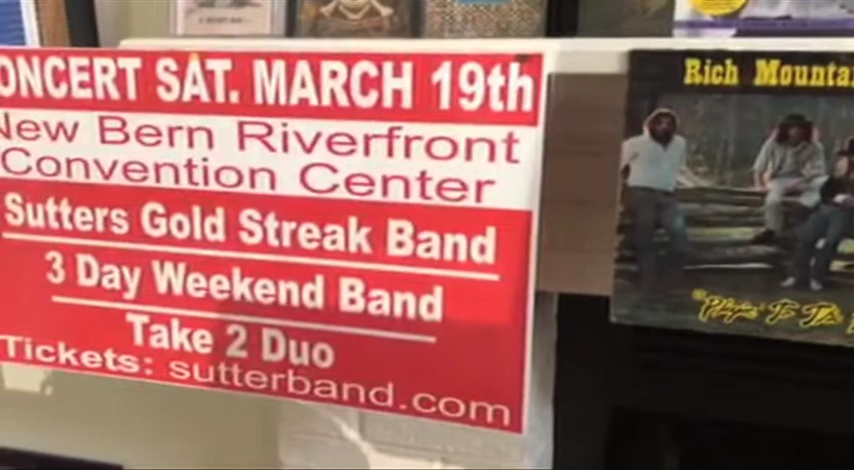 ONCERT SAT. MARCH 19th
New Bern Riverfront
Convention Center
Sutters Gold Streak Band
3 Day Weekend Band
Take 2 Duo
Tickets: sutterband.com
Rich Mounta